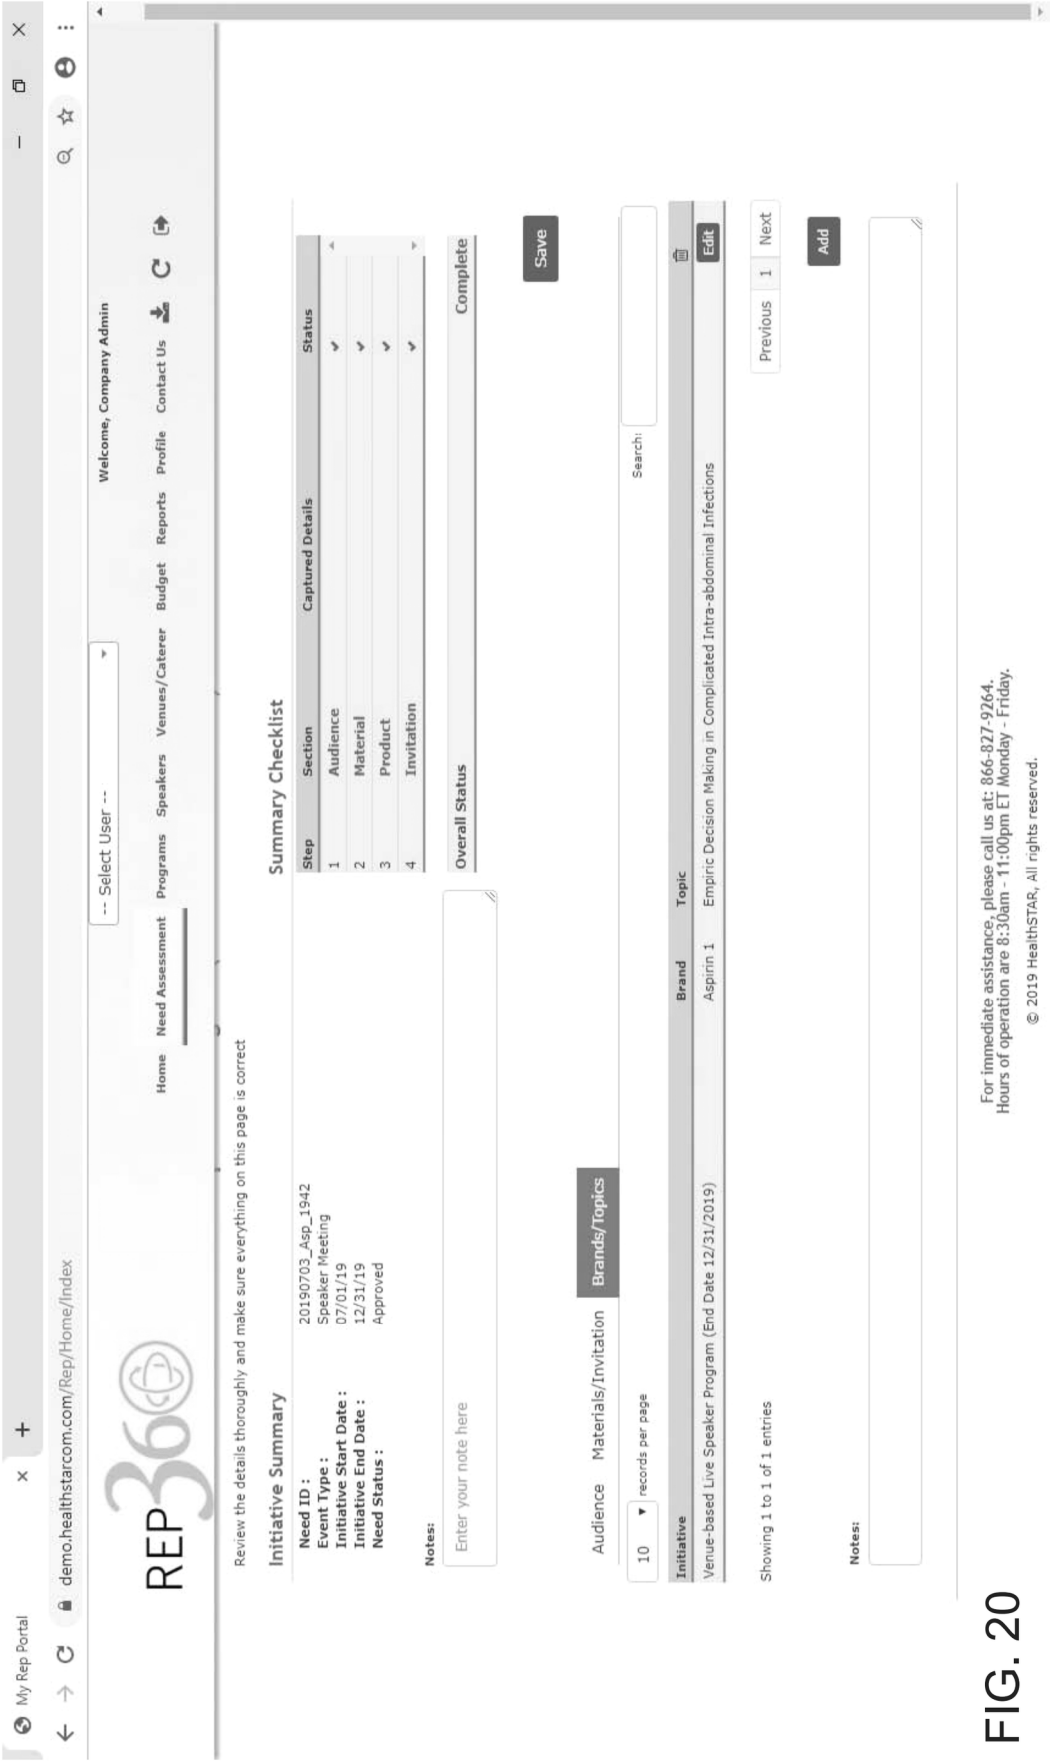 My Rep Portal
demo.healthstarcom.com/Rep/Home/Index
-- Select User --
Welcome, Company Admin
REP360
Home Need Assessment Programs Speakers Venues/Caterer Budget Reports Profile Contact Us
Review the details thoroughly and make sure everything on this page is correct
Initiative Summary
Need ID : 20190703_Asp_1942
Event Type : Speaker Meeting
Initiative Start Date : 07/01/19
Initiative End Date : 12/31/19
Need Status : Approved
Notes:
Enter your note here
Summary Checklist
Step Section Captured Details Status
1 Audience ✓
2 Material ✓
3 Product ✓
4 Invitation ✓
Overall Status Complete
Save
Audience Materials/Invitation Brands/Topics
10 records per page Search:
Initiative Brand Topic
Venue-based Live Speaker Program (End Date 12/31/2019) Aspirin 1 Empiric Decision Making in Complicated Intra-abdominal Infections Edit
Showing 1 to 1 of 1 entries Previous 1 Next
Add
Notes:
For immediate assistance, please call us at: 866-827-9264.
Hours of operation are 8:30am - 11:00pm ET Monday - Friday.
© 2019 HealthSTAR, All rights reserved.
FIG. 20